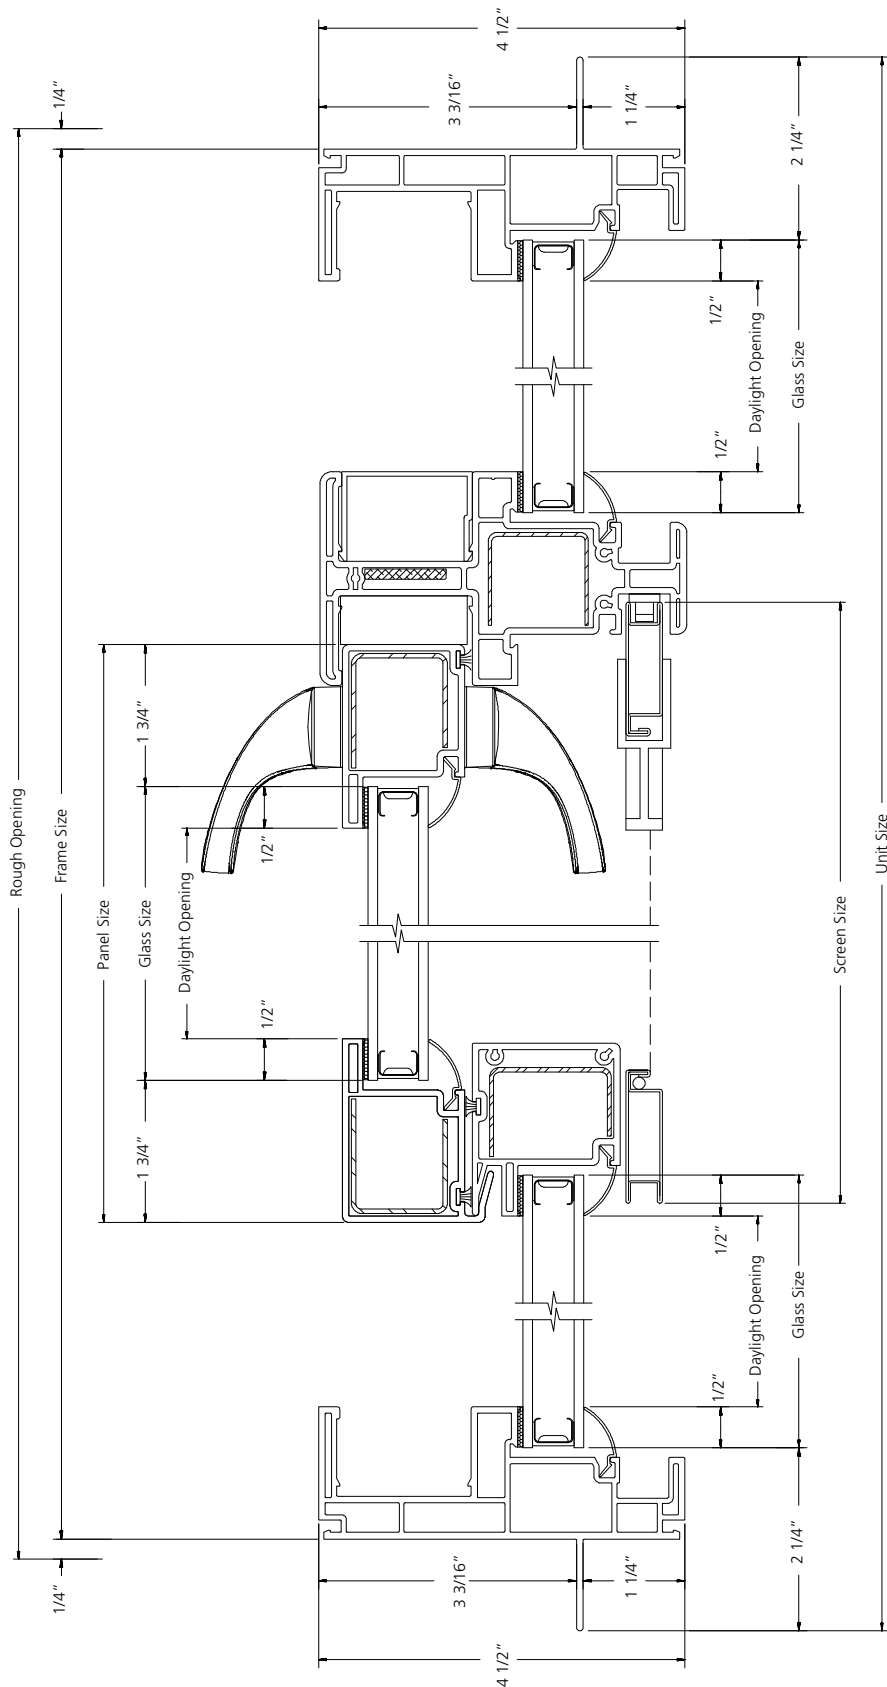 Rough Opening
1/4”
Frame Size
1/4”
Panel Size
1 3/4”
Glass Size
1 3/4”
Daylight Opening
1/2”
1/2”
3 3/16”
3 3/16”
4 1/2”
4 1/2”
1 1/4”
1 1/4”
1/2”
1/2”
1/2”
1/2”
Daylight Opening
Daylight Opening
2 1/4”
Glass Size
Glass Size
2 1/4”
Screen Size
Unit Size